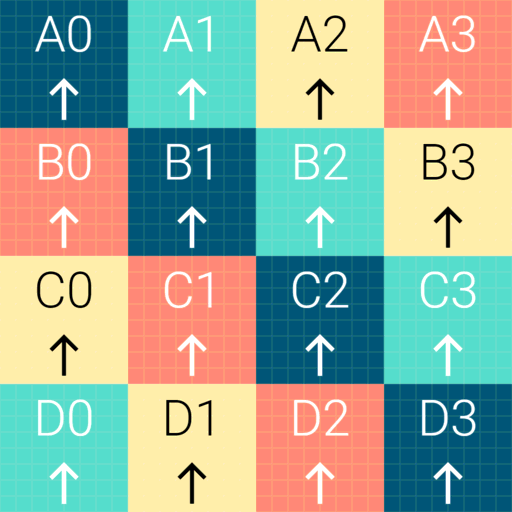 A0 A1 A2 A3
↑ ↑ ↑ ↑
B0 B1 B2 B3
↑ ↑ ↑ ↑
C0 C1 C2 C3
↑ ↑ ↑ ↑
D0 D1 D2 D3
↑ ↑ ↑ ↑